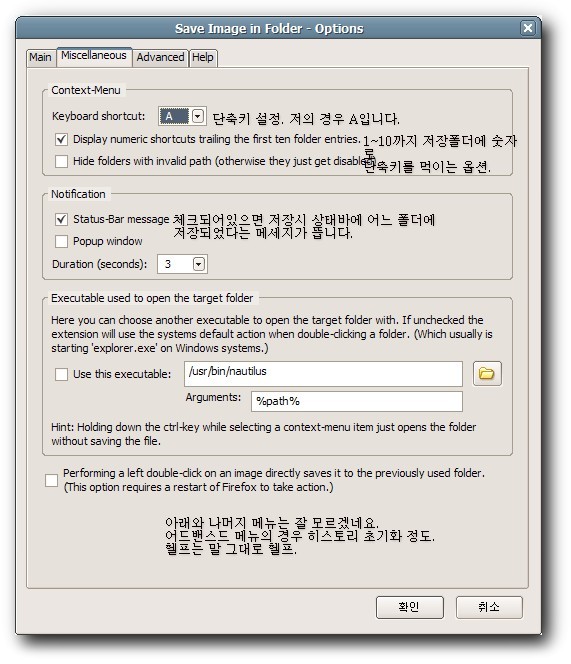 Save Image in Folder - Options
Main Miscellaneous Advanced Help
Context-Menu
Keyboard shortcut: A 단축키 설정. 저의 경우 A입니다.
Display numeric shortcuts trailing the first ten folder entries. 1~10까지 저장폴더에 숫자
로
Hide folders with invalid path (otherwise they just get disabled) 단축키를 먹이는 옵션.
Notification
Status-Bar message 체크되어있으면 저장시 상태바에 어느 폴더에
저장되었다는 메세지가 뜹니다.
Popup window
Duration (seconds): 3
Executable used to open the target folder
Here you can choose another executable to open the target folder with. If unchecked the
extension will use the systems default action when double-clicking a folder. (Which usually is
starting 'explorer.exe' on Windows systems.)
Use this executable: /usr/bin/nautilus
Arguments: %path%
Hint: Holding down the ctrl-key while selecting a context-menu item just opens the folder
without saving the file.
Performing a left double-click on an image directly saves it to the previously used folder.
(This option requires a restart of Firefox to take action.)
아래와 나머지 메뉴는 잘 모르겠네요.
어드밴스드 메뉴의 경우 히스토리 초기화 정도.
헬프는 말 그대로 헬프.
확인 취소